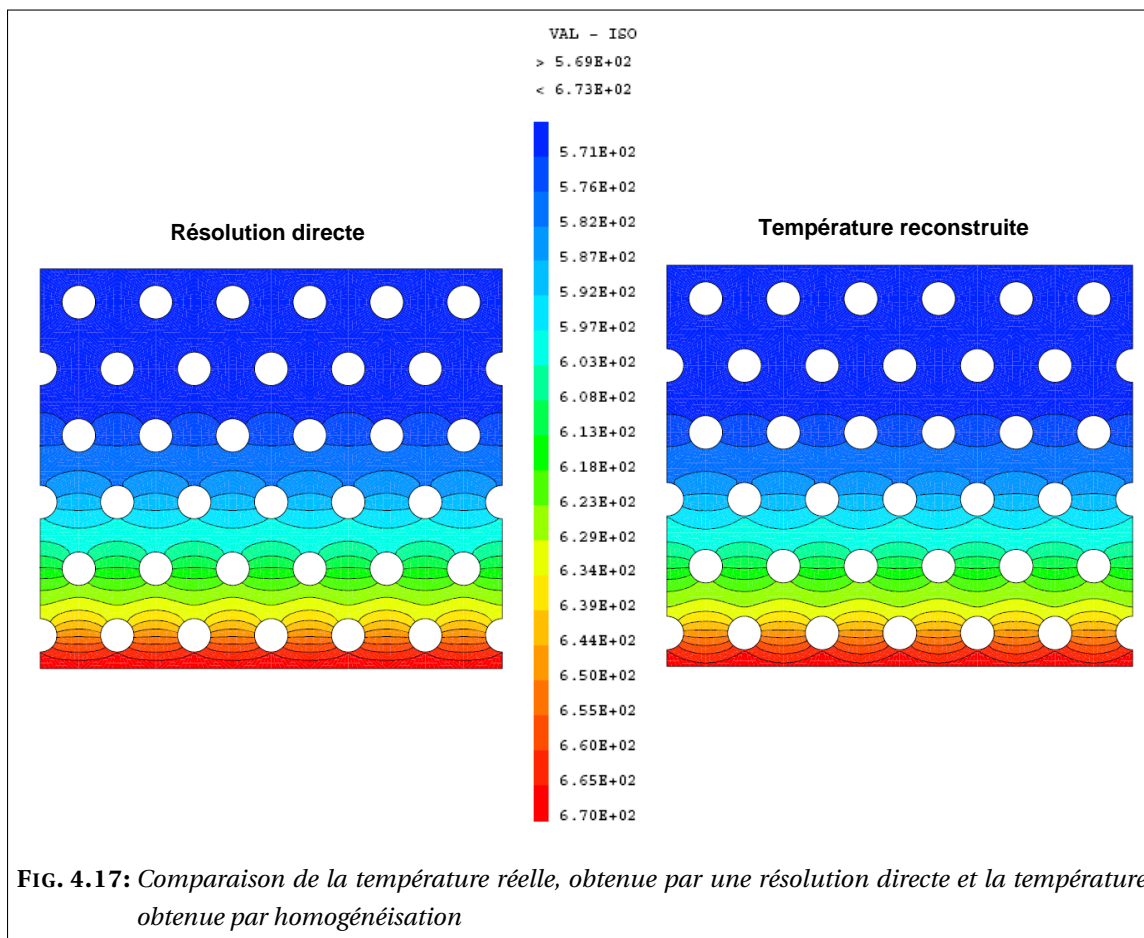 VAL - ISO
> 5.69E+02
< 6.73E+02
5.71E+02
5.76E+02
5.82E+02
5.87E+02
5.92E+02
5.97E+02
6.03E+02
6.08E+02
6.13E+02
6.18E+02
6.23E+02
6.29E+02
6.34E+02
6.39E+02
6.44E+02
6.50E+02
6.55E+02
6.60E+02
6.65E+02
6.70E+02
Résolution directe
Température reconstruite
FIG. 4.17: Comparaison de la température réelle, obtenue par une résolution directe et la température
obtenue par homogénéisation